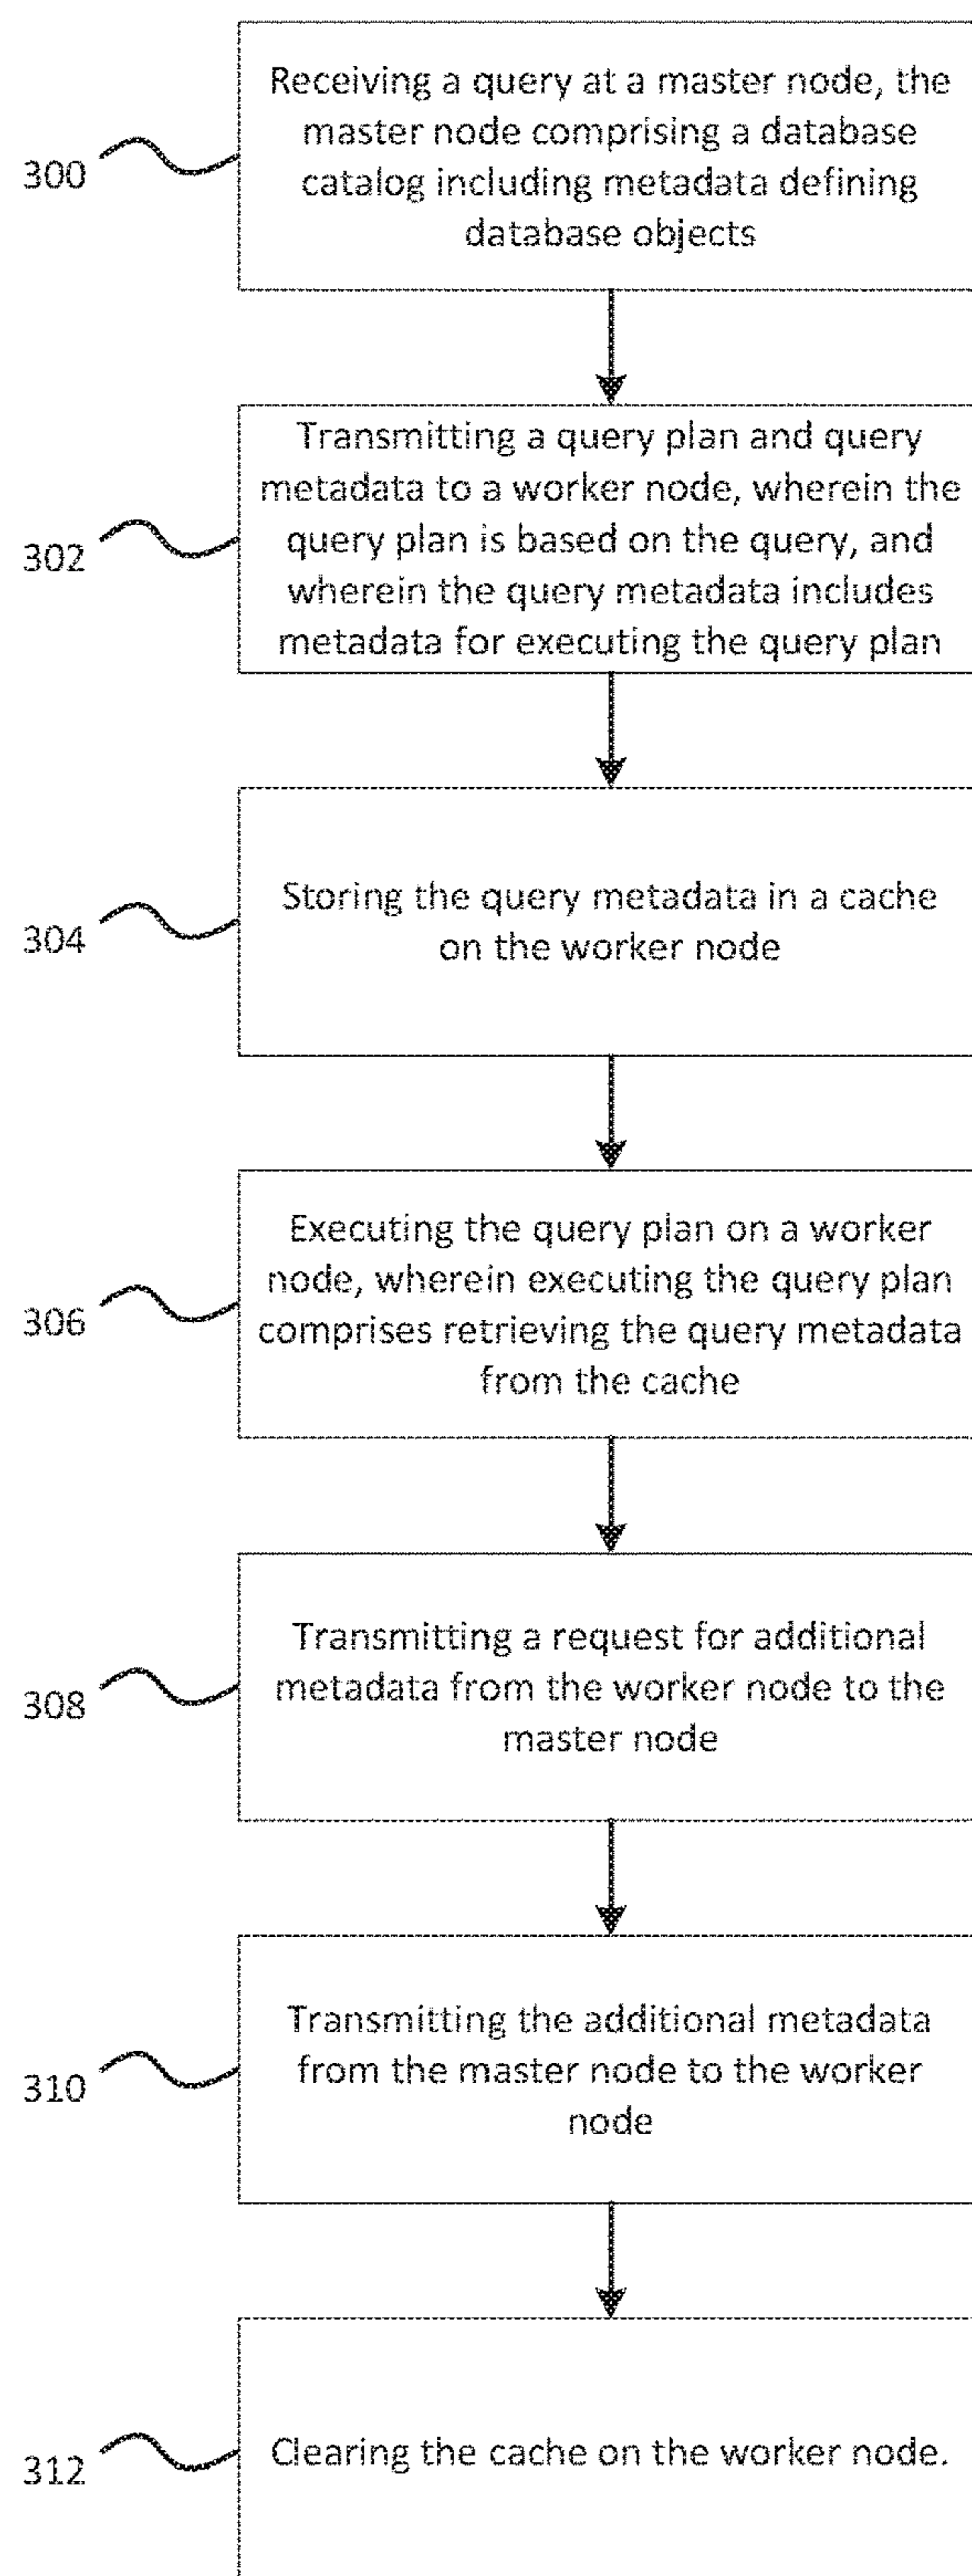 Receiving a query at a master node, the
master node comprising a database
catalog including metadata defining
database objects
300
Transmitting a query plan and query
metadata to a worker node, wherein the
query plan is based on the query, and
wherein the query metadata includes
metadata for executing the query plan
302
Storing the query metadata in a cache
on the worker node
304
Executing the query plan on a worker
node, wherein executing the query plan
comprises retrieving the query metadata
from the cache
306
Transmitting a request for additional
metadata from the worker node to the
master node
308
Transmitting the additional metadata
from the master node to the worker
node
310
Clearing the cache on the worker node.
312